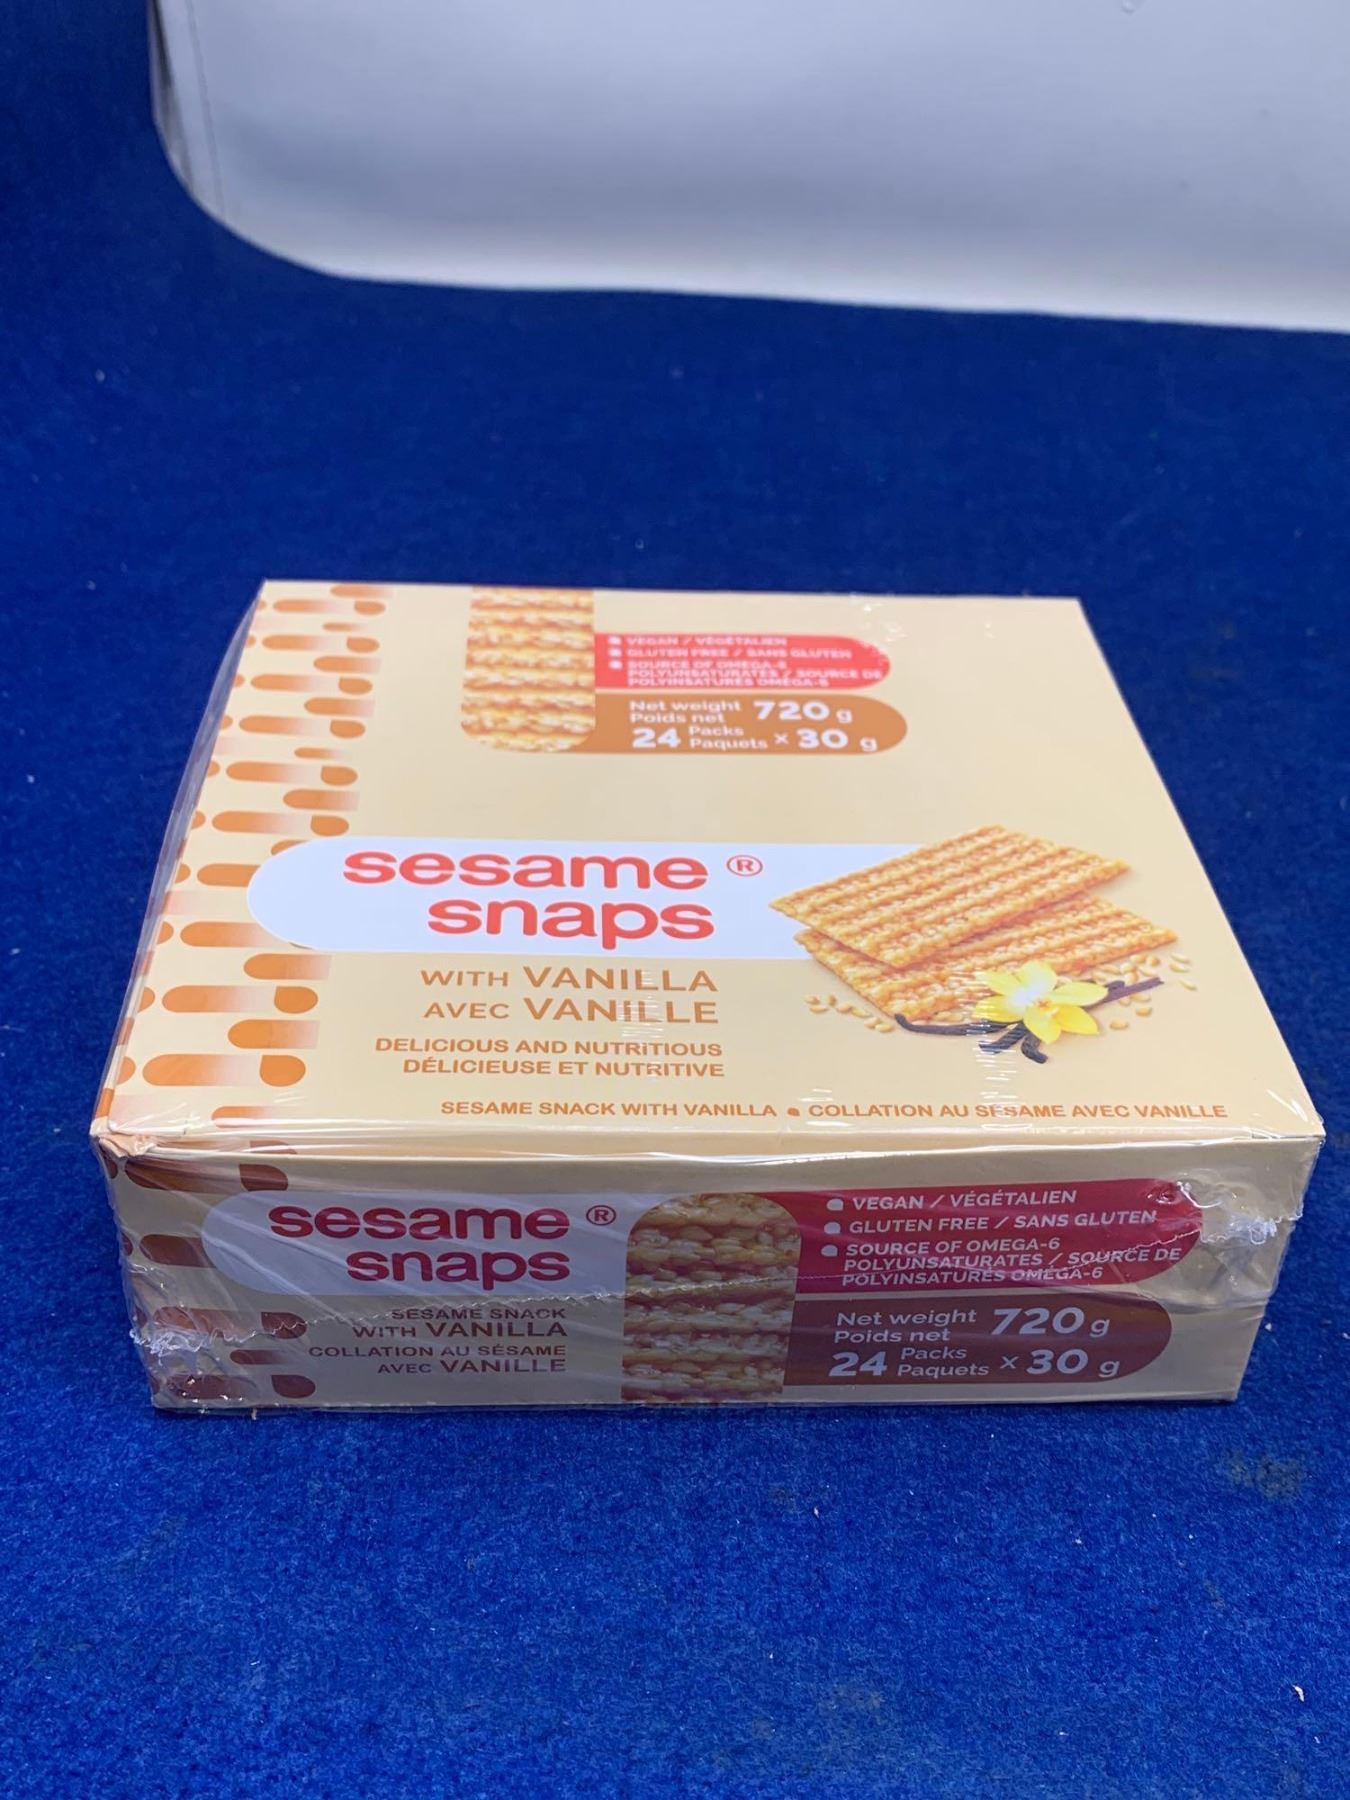 VEGAN / VÉGÉTALIEN
GLUTEN FREE / SANS GLUTEN
SOURCE OF OMEGA-6
POLYUNSATURATES / SOURCE DE
POLYINSATURÉS OMÉGA-6
Net weight 720 g
Poids net
24 Packs x 30 g
Paquets
sesame ®
snaps
WITH VANILLA
AVEC VANILLE
DELICIOUS AND NUTRITIOUS
DÉLICIEUSE ET NUTRITIVE
SESAME SNACK WITH VANILLA • COLLATION AU SÉSAME AVEC VANILLE
sesame ®
snaps
SESAME SNACK
WITH VANILLA
COLLATION AU SÉSAME
AVEC VANILLE
VEGAN / VÉGÉTALIEN
GLUTEN FREE / SANS GLUTEN
SOURCE OF OMEGA-6
POLYUNSATURATES / SOURCE DE
POLYINSATURÉS OMÉGA-6
Net weight 720 g
Poids net
24 Packs x 30 g
Paquets